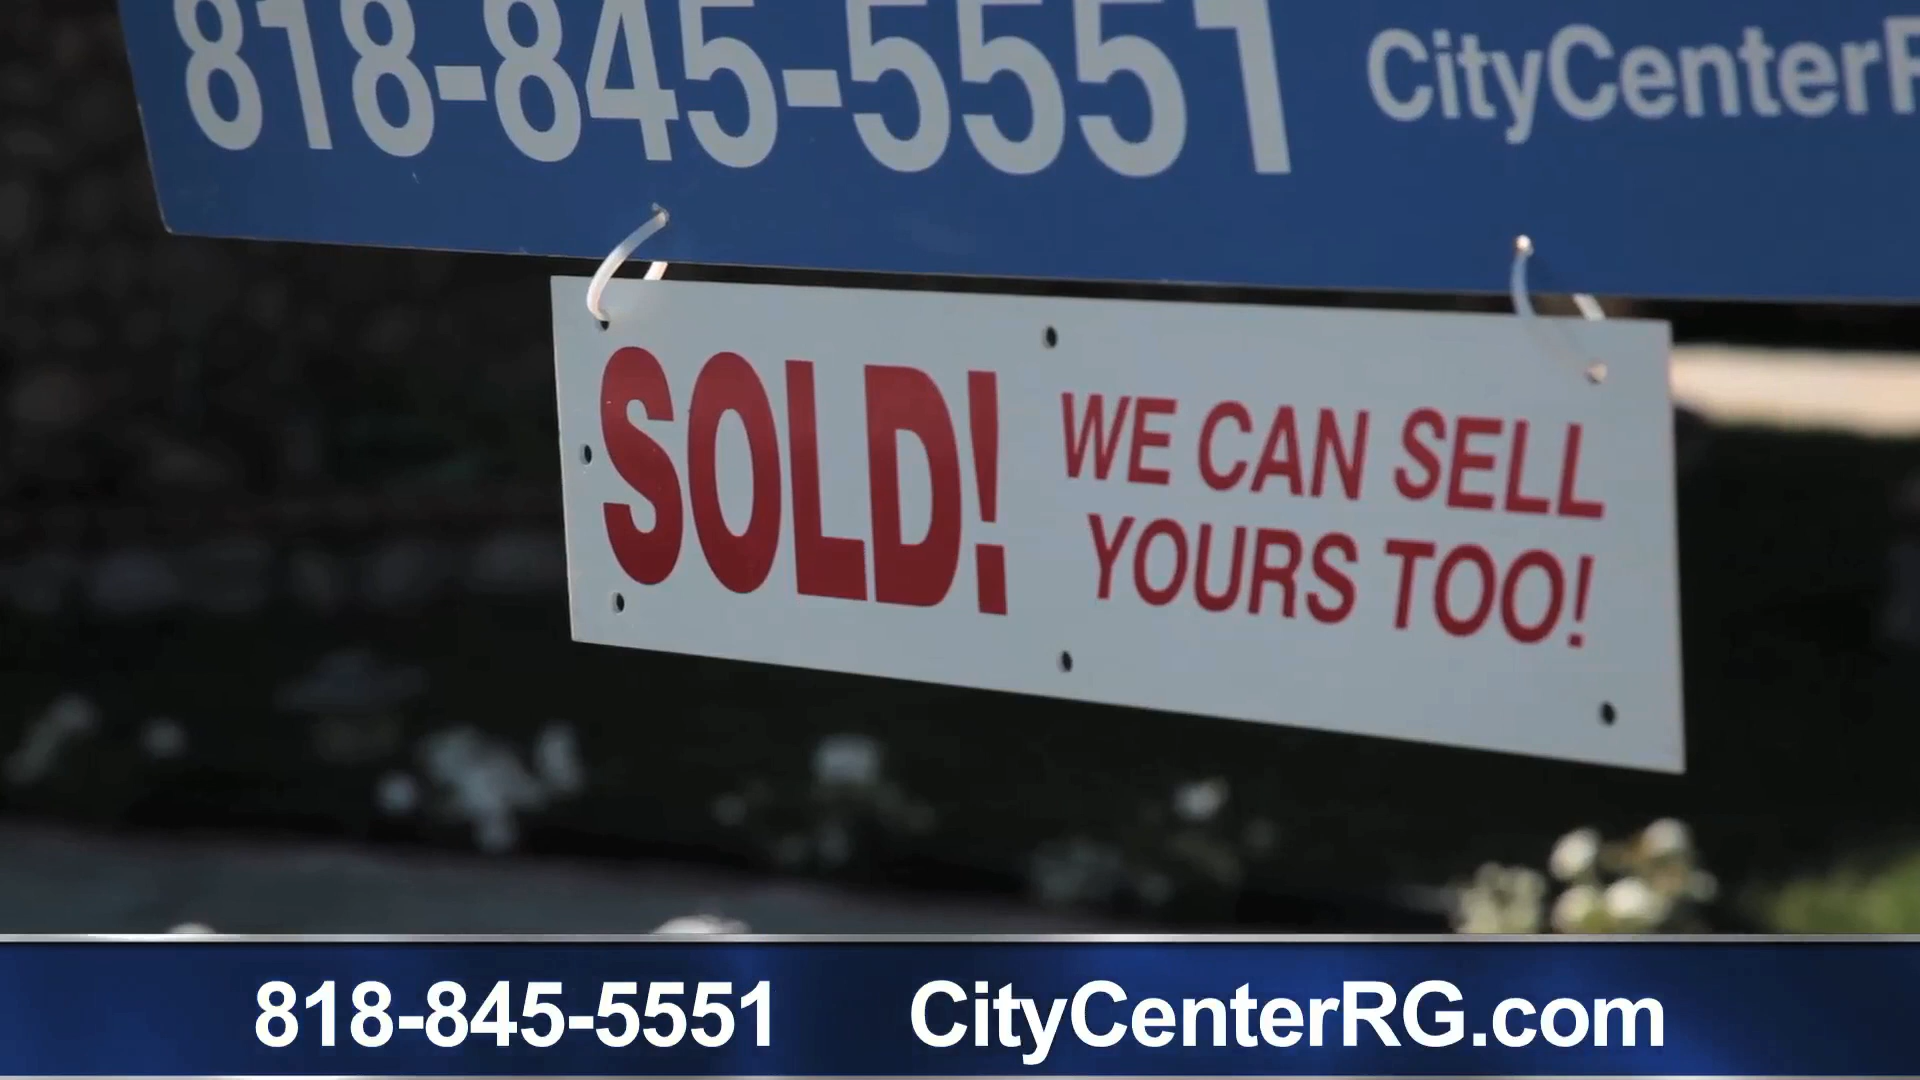 818-845-5551 CityCenterR
SOLD! WE CAN SELL
YOURS TOO!
818-845-5551 CityCenterRG.com